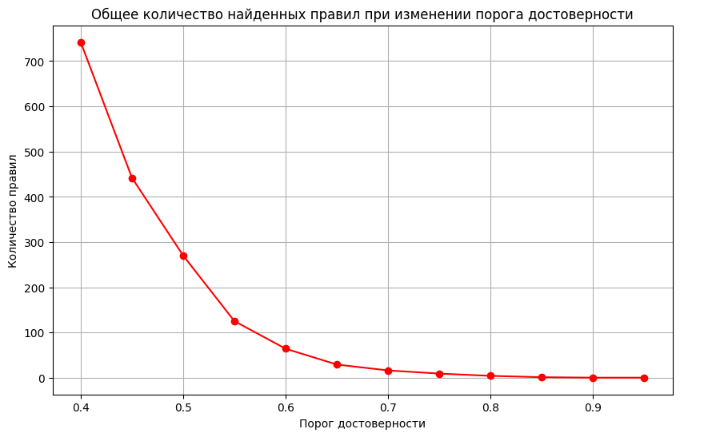 Общее количество найденных правил при изменении порога достоверности
Количество правил
700
600
500
400
300
200
100
0
0.4 0.5 0.6 0.7 0.8 0.9
Порог достоверности